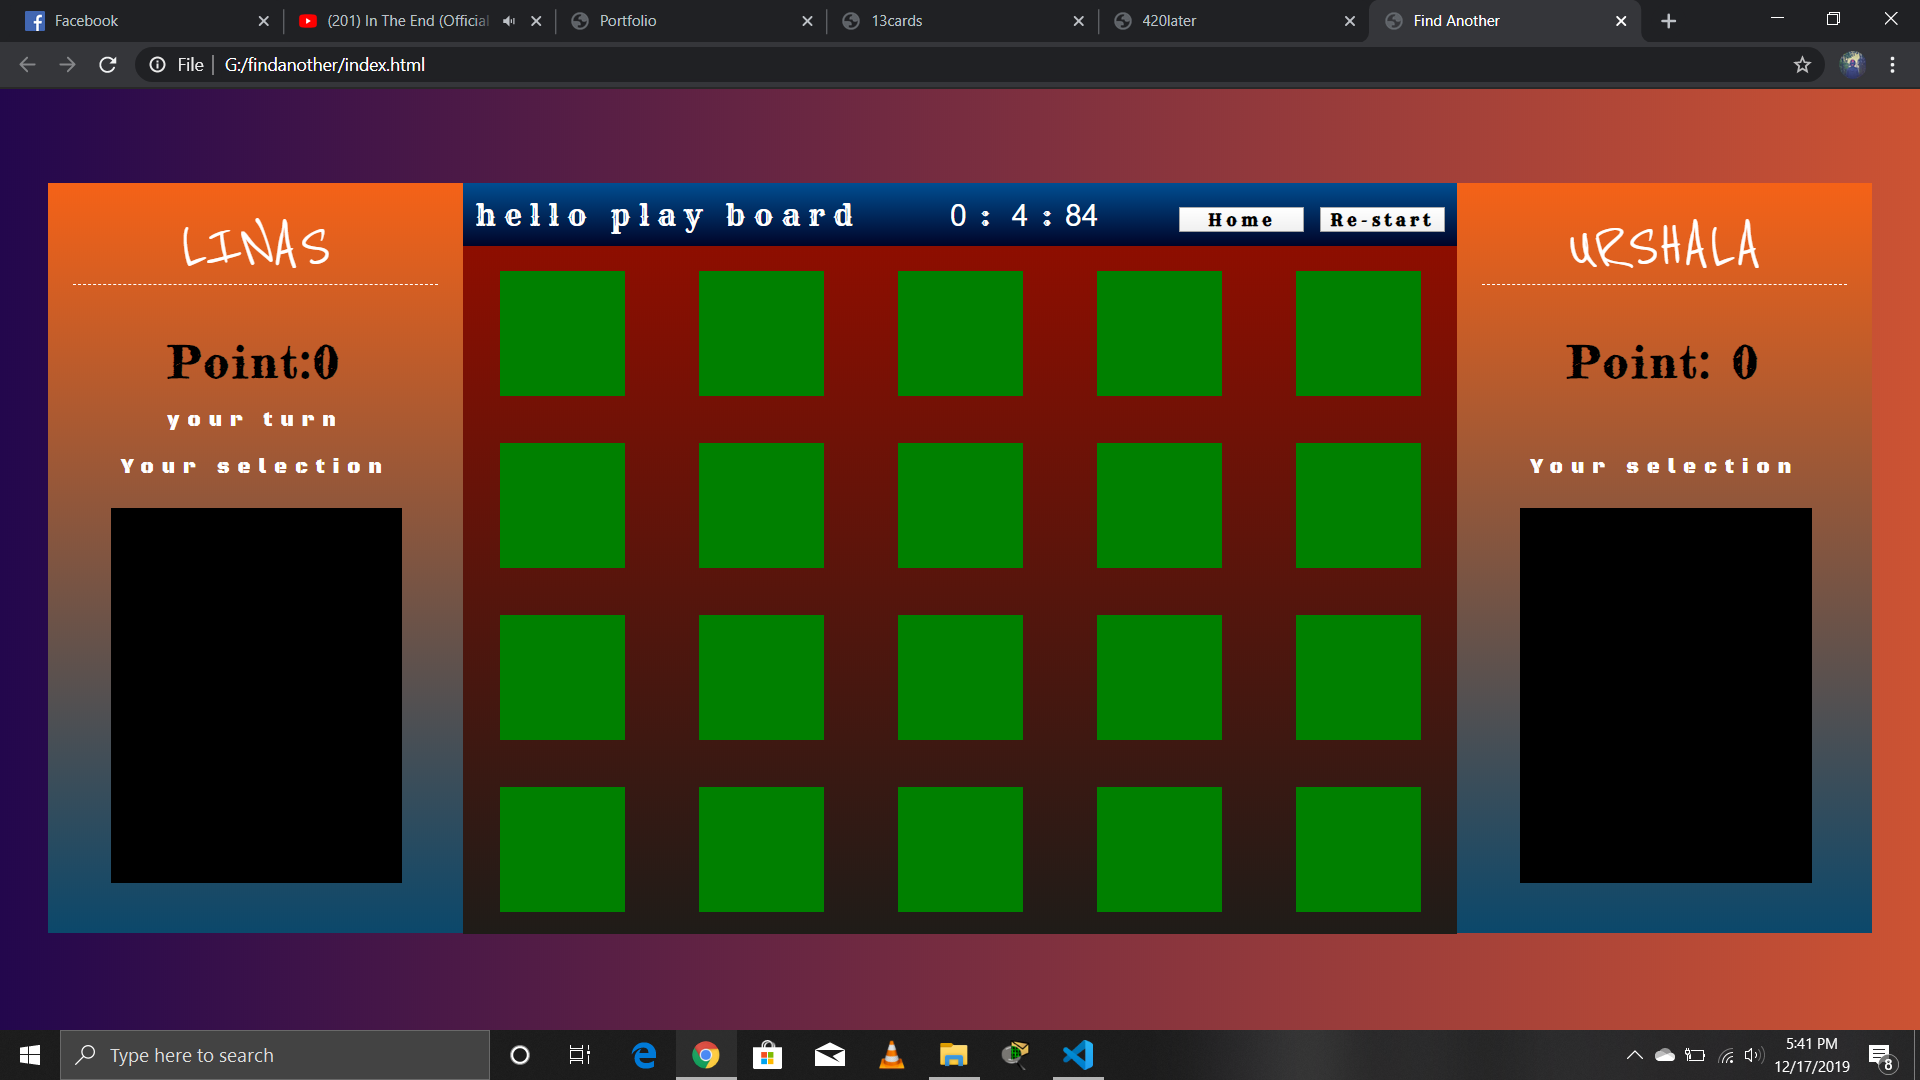 Facebook
(201) In The End (Official
Portfolio
13cards
420later
Find Another
File
G:/findanother/index.html
LINAS
hello play board
0 : 4 : 84
Home
Re-start
URSHALA
Point:0
your turn
Your selection
Point: 0
Your selection
Type here to search
5:41 PM
12/17/2019
8